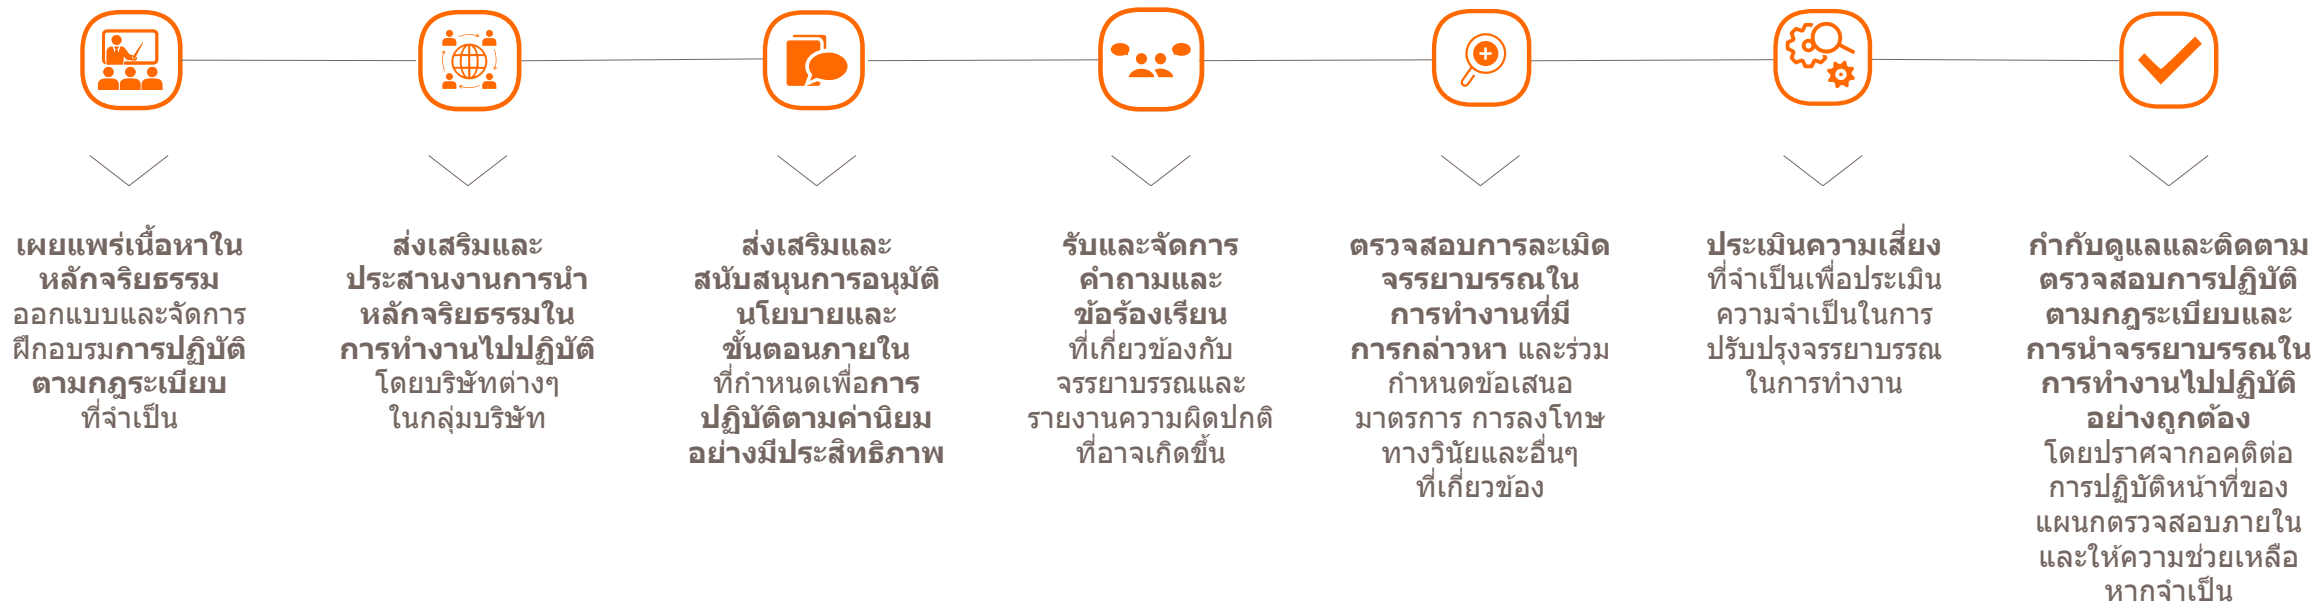 เผยแพร่เนื้อหาใน
หลักจริยธรรม
ออกแบบและจัดการ
ฝึกอบรมการปฏิบัติ
ตามกฎระเบียบ
ที่จำเป็น
ส่งเสริมและ
ประสานงานการนำ
หลักจริยธรรมใน
การทำงานไปปฏิบัติ
โดยบริษัทต่างๆ
ในกลุ่มบริษัท
ส่งเสริมและ
สนับสนุนการอนุมัติ
นโยบายและ
ขั้นตอนภายใน
ที่กำหนดเพื่อการ
ปฏิบัติตามค่านิยม
อย่างมีประสิทธิภาพ
รับและจัดการ
คำถามและ
ข้อร้องเรียน
ที่เกี่ยวข้องกับ
จรรยาบรรณและ
รายงานความผิดปกติ
ที่อาจเกิดขึ้น
ตรวจสอบการละเมิด
จรรยาบรรณใน
การทำงานที่มี
การกล่าวหา และร่วม
กำหนดข้อเสนอ
มาตรการ การลงโทษ
ทางวินัยและอื่นๆ
ที่เกี่ยวข้อง
ประเมินความเสี่ยง
ที่จำเป็นเพื่อประเมิน
ความจำเป็นในการ
ปรับปรุงจรรยาบรรณ
ในการทำงาน
กำกับดูแลและติดตาม
ตรวจสอบการปฏิบัติ
ตามกฎระเบียบและ
การนำจรรยาบรรณใน
การทำงานไปปฏิบัติ
อย่างถูกต้อง
โดยปราศจากอคติต่อ
การปฏิบัติหน้าที่ของ
แผนกตรวจสอบภายใน
และให้ความช่วยเหลือ
หากจำเป็น